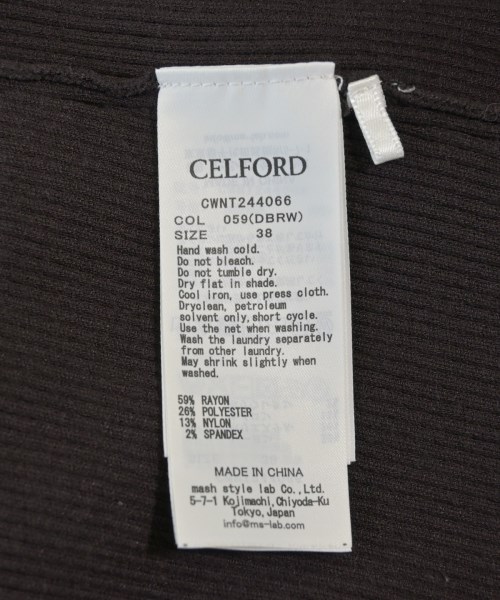 CELFORD
CWNT244066
COL 059(DBRW)
SIZE 38
Hand wash cold.
Do not bleach.
Do not tumble dry.
Dry flat in shade.
Cool iron, use press cloth.
Dryclean, petroleum
solvent only,short cycle.
Use the net when washing.
Wash the laundry separately
from other laundry.
May shrink slightly when
washed.
59% RAYON
26% POLYESTER
13% NYLON
2% SPANDEX
MADE IN CHINA
mash style lab Co.,Ltd.
5-7-1 Kojimachi,Chiyoda-Ku
Tokyo,Japan
info@ms-lab.com